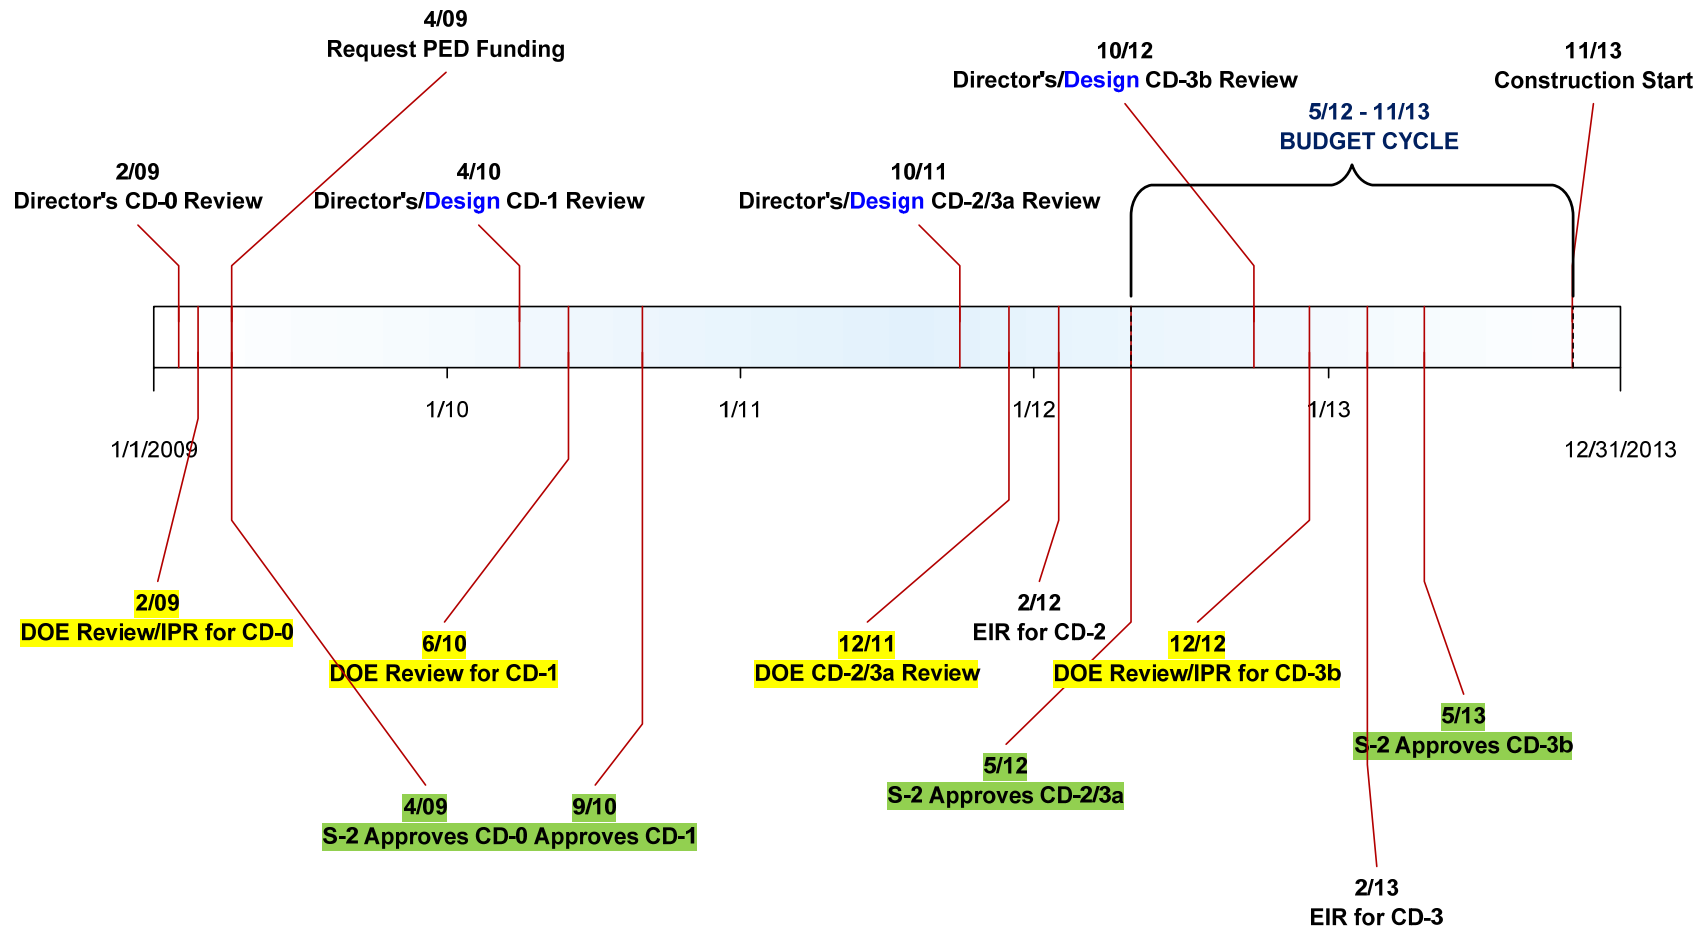 4/09
Request PED Funding
10/12
Director's/Design CD-3b Review
11/13
Construction Start
5/12 - 11/13
BUDGET CYCLE
2/09
Director's CD-0 Review
4/10
Director's/Design CD-1 Review
10/11
Director's/Design CD-2/3a Review
1/10
1/11
1/12
1/13
1/1/2009
12/31/2013
2/09
DOE Review/IPR for CD-0
6/10
DOE Review for CD-1
12/11
DOE CD-2/3a Review
2/12
EIR for CD-2
12/12
DOE Review/IPR for CD-3b
5/13
S-2 Approves CD-3b
5/12
S-2 Approves CD-2/3a
4/09
S-2 Approves CD-0
9/10
Approves CD-1
2/13
EIR for CD-3